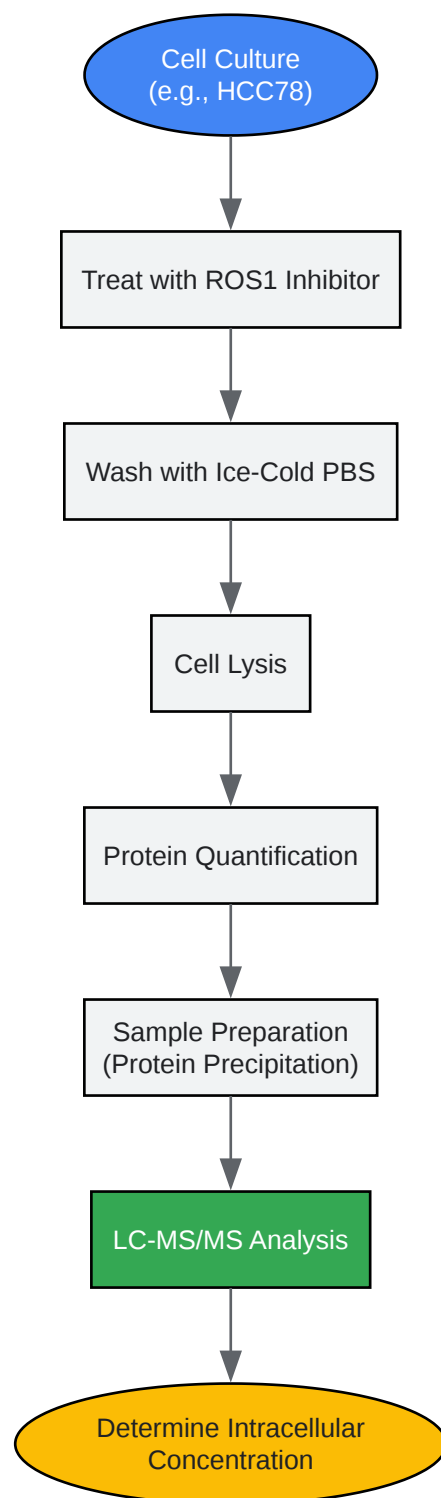 Cell Culture
(e.g., HCC78)
Treat with ROS1 Inhibitor
Wash with Ice-Cold PBS
Cell Lysis
Protein Quantification
Sample Preparation
(Protein Precipitation)
LC-MS/MS Analysis
Determine Intracellular
Concentration